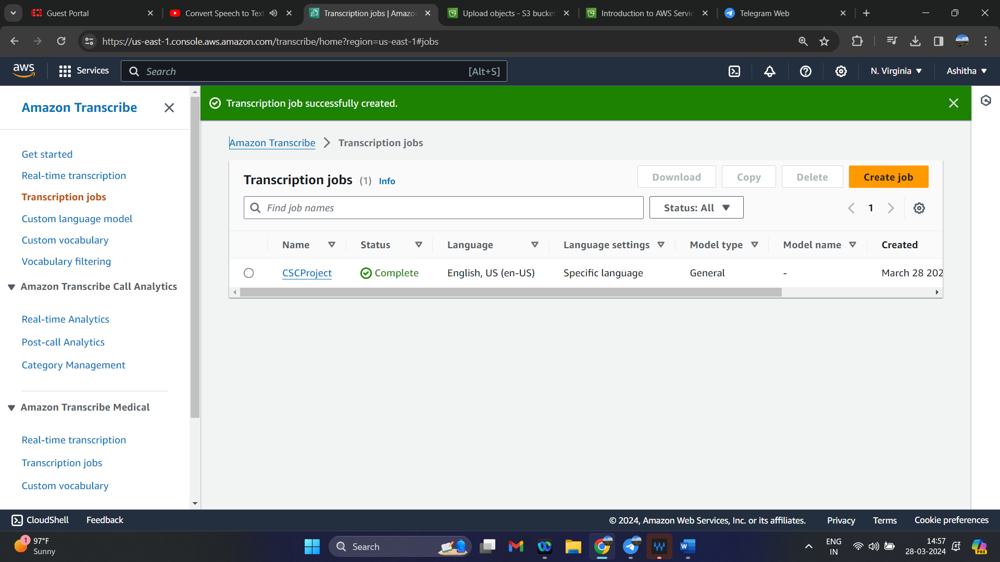 Guest Portal
Convert Speech to Text
Transcription jobs | Amazo
Upload objects - S3 bucket
Introduction to AWS Servic
Telegram Web
https://us-east-1.console.aws.amazon.com/transcribe/home?region=us-east-1#jobs
aws
Services
Search
[Alt+S]
N. Virginia
Ashitha
Amazon Transcribe
Get started
Real-time transcription
Transcription jobs
Custom language model
Custom vocabulary
Vocabulary filtering
Amazon Transcribe Call Analytics
Real-time Analytics
Post-call Analytics
Category Management
Amazon Transcribe Medical
Real-time transcription
Transcription jobs
Custom vocabulary
Transcription job successfully created.
Amazon Transcribe > Transcription jobs
Transcription jobs (1) Info
Download
Copy
Delete
Create job
Find job names
Status: All
1
Name Status Language Language settings Model type Model name Created
CSCProject Complete English, US (en-US) Specific language General - March 28 202
CloudShell
Feedback
© 2024, Amazon Web Services, Inc. or its affiliates.
Privacy
Terms
Cookie preferences
1
97°F
Sunny
Search
ENG
IN
14:57
28-03-2024
PRE